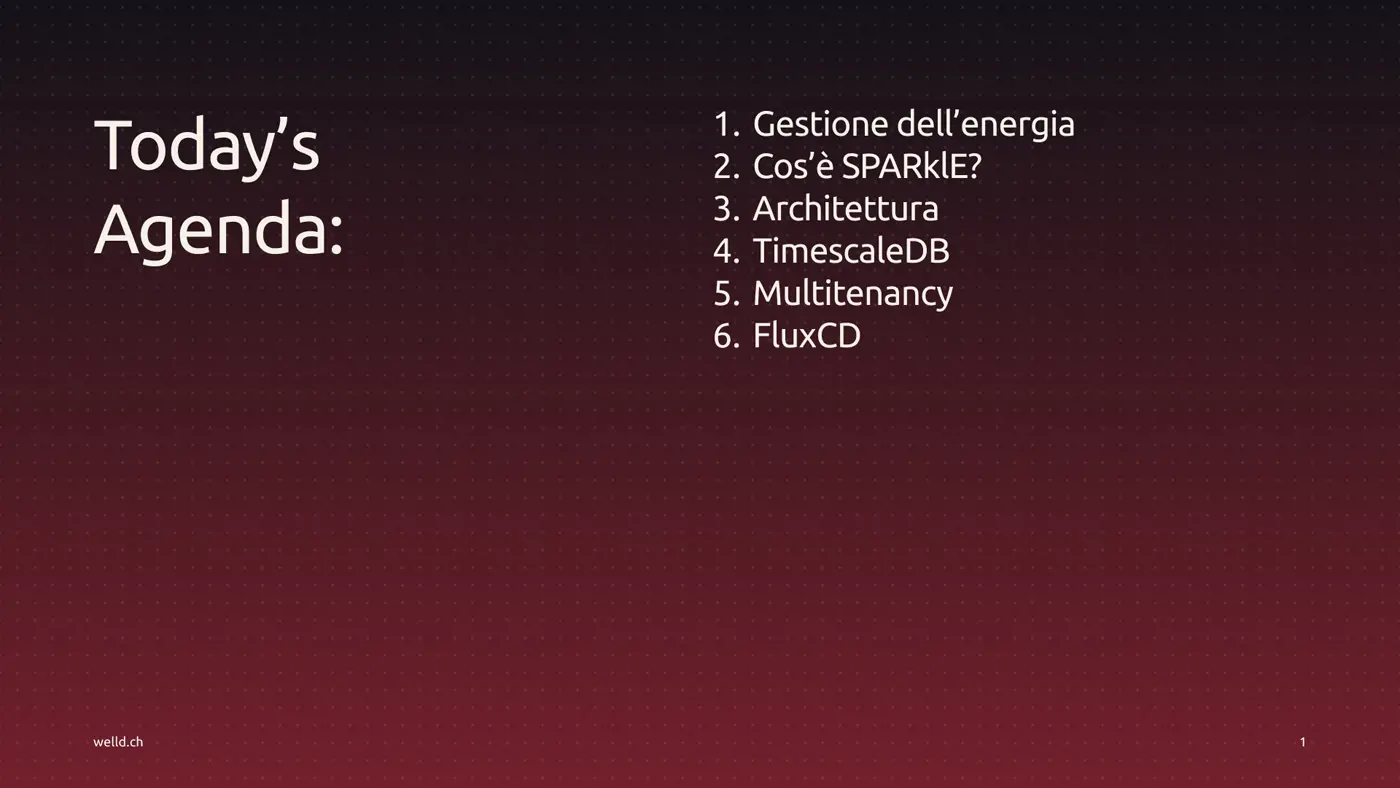 Today’s
Agenda:
1. Gestione dell’energia
2. Cos’è SPARklE?
3. Architettura
4. TimescaleDB
5. Multitenancy
6. FluxCD
welld.ch
1